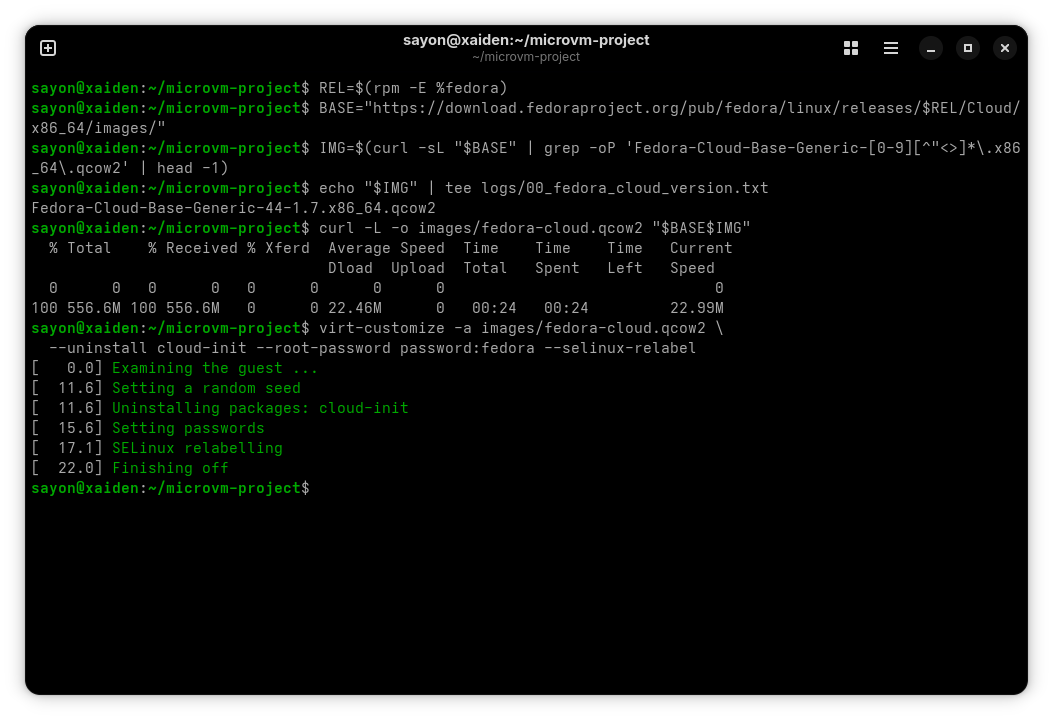 sayon@xaiden:~/microvm-project
~/microvm-project
sayon@xaiden:~/microvm-project$ REL=$(rpm -E %fedora)
sayon@xaiden:~/microvm-project$ BASE="https://download.fedoraproject.org/pub/fedora/linux/releases/$REL/Cloud/
x86_64/images/"
sayon@xaiden:~/microvm-project$ IMG=$(curl -sL "$BASE" | grep -oP 'Fedora-Cloud-Base-Generic-[0-9][^"<>]*\.x86
_64\.qcow2' | head -1)
sayon@xaiden:~/microvm-project$ echo "$IMG" | tee logs/00_fedora_cloud_version.txt
Fedora-Cloud-Base-Generic-44-1.7.x86_64.qcow2
sayon@xaiden:~/microvm-project$ curl -L -o images/fedora-cloud.qcow2 "$BASE$IMG"
  % Total    % Received % Xferd  Average Speed  Time    Time    Time   Current
                                 Dload  Upload  Total   Spent   Left   Speed
  0      0   0      0   0      0      0      0                              0
100 556.6M 100 556.6M   0      0 22.46M      0   00:24   00:24         22.99M
sayon@xaiden:~/microvm-project$ virt-customize -a images/fedora-cloud.qcow2 \
  --uninstall cloud-init --root-password password:fedora --selinux-relabel
[   0.0] Examining the guest ...
[  11.6] Setting a random seed
[  11.6] Uninstalling packages: cloud-init
[  15.6] Setting passwords
[  17.1] SELinux relabelling
[  22.0] Finishing off
sayon@xaiden:~/microvm-project$